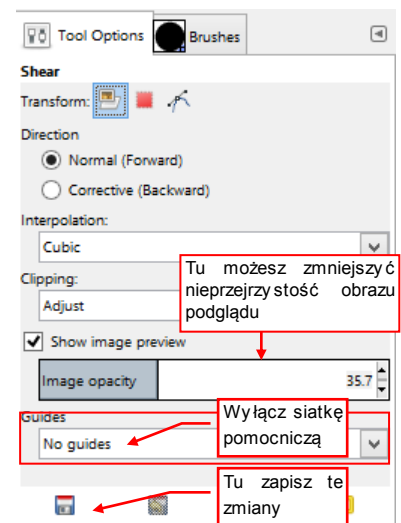 Tool Options
Brushes
Shear
Transform:
Direction
Normal (Forward)
Corrective (Backward)
Interpolation:
Cubic
Clipping:
Adjust
Tu możesz zmniejszyć
nieprzejrzystość obrazu
podglądu
Show image preview
Image opacity 35.7
Guides
No guides
Wyłącz siatkę
pomocniczą
Tu zapisz te
zmiany